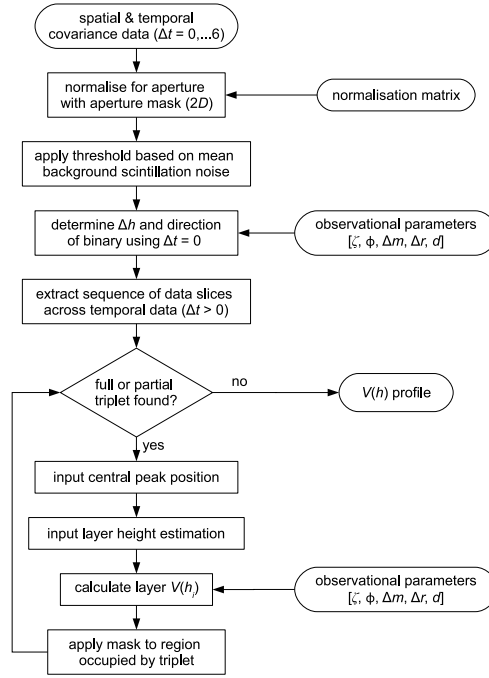 spatial & temporal
covariance data (Δt = 0,...6)
normalise for aperture
with aperture mask (2D)
normalisation matrix
apply threshold based on mean
background scintillation noise
determine Δh and direction
of binary using Δt = 0
observational parameters
[ζ, ϕ, Δm, Δr, d]
extract sequence of data slices
across temporal data (Δt > 0)
full or partial
triplet found?
no
V(h) profile
yes
input central peak position
input layer height estimation
calculate layer V(hᵢ)
observational parameters
[ζ, ϕ, Δm, Δr, d]
apply mask to region
occupied by triplet